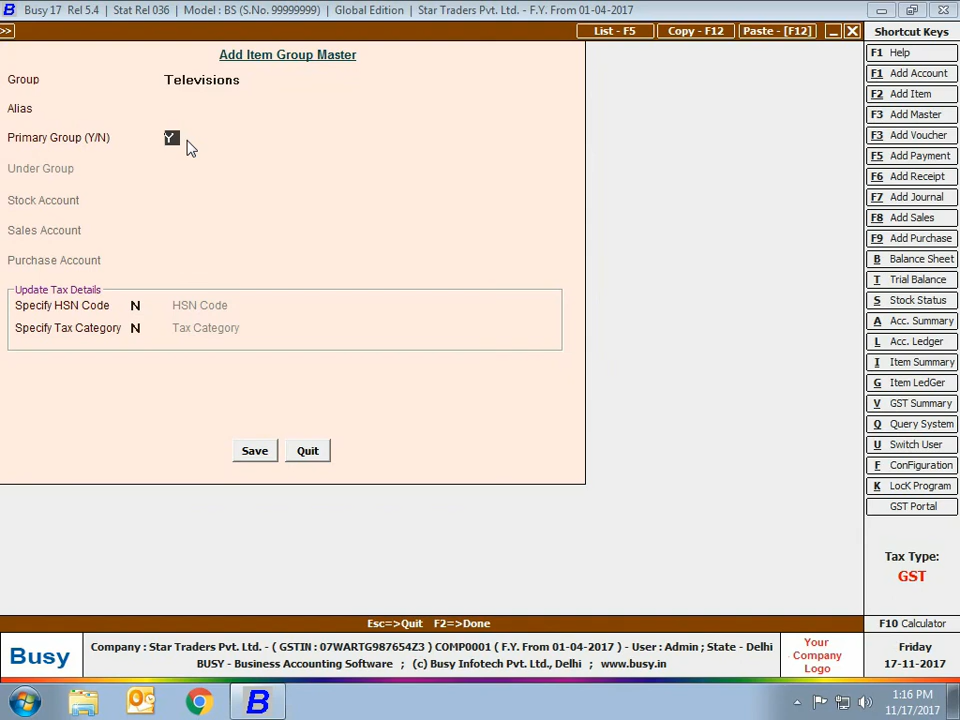 B Busy 17 Rel 5.4 | Stat Rel 036 | Model : BS (S.No. 99999999) | Global Edition | Star Traders Pvt. Ltd. - F.Y. From 01-04-2017
>> List - F5 Copy - F12 Paste - [F12] Shortcut Keys
Add Item Group Master
Group Televisions
Alias
Primary Group (Y/N) Y
Under Group
Stock Account
Sales Account
Purchase Account
Update Tax Details
Specify HSN Code N HSN Code
Specify Tax Category N Tax Category
Save Quit
F1 Help
F1 Add Account
F2 Add Item
F3 Add Master
F3 Add Voucher
F5 Add Payment
F6 Add Receipt
F7 Add Journal
F8 Add Sales
F9 Add Purchase
B Balance Sheet
T Trial Balance
S Stock Status
A Acc. Summary
L Acc. Ledger
I Item Summary
G Item LedGer
V GST Summary
Q Query System
U Switch User
F ConFiguration
K LocK Program
GST Portal
Tax Type:
GST
Esc=>Quit F2=>Done F10 Calculator
Busy
Company : Star Traders Pvt. Ltd. - ( GSTIN : 07WARTG987654Z3 ) COMP0001 ( F.Y. From 01-04-2017 ) - User : Admin ; State - Delhi
BUSY - Business Accounting Software ; (c) Busy Infotech Pvt. Ltd., Delhi ; www.busy.in
Your
Company
Logo
Friday
17-11-2017
B
1:16 PM
11/17/2017